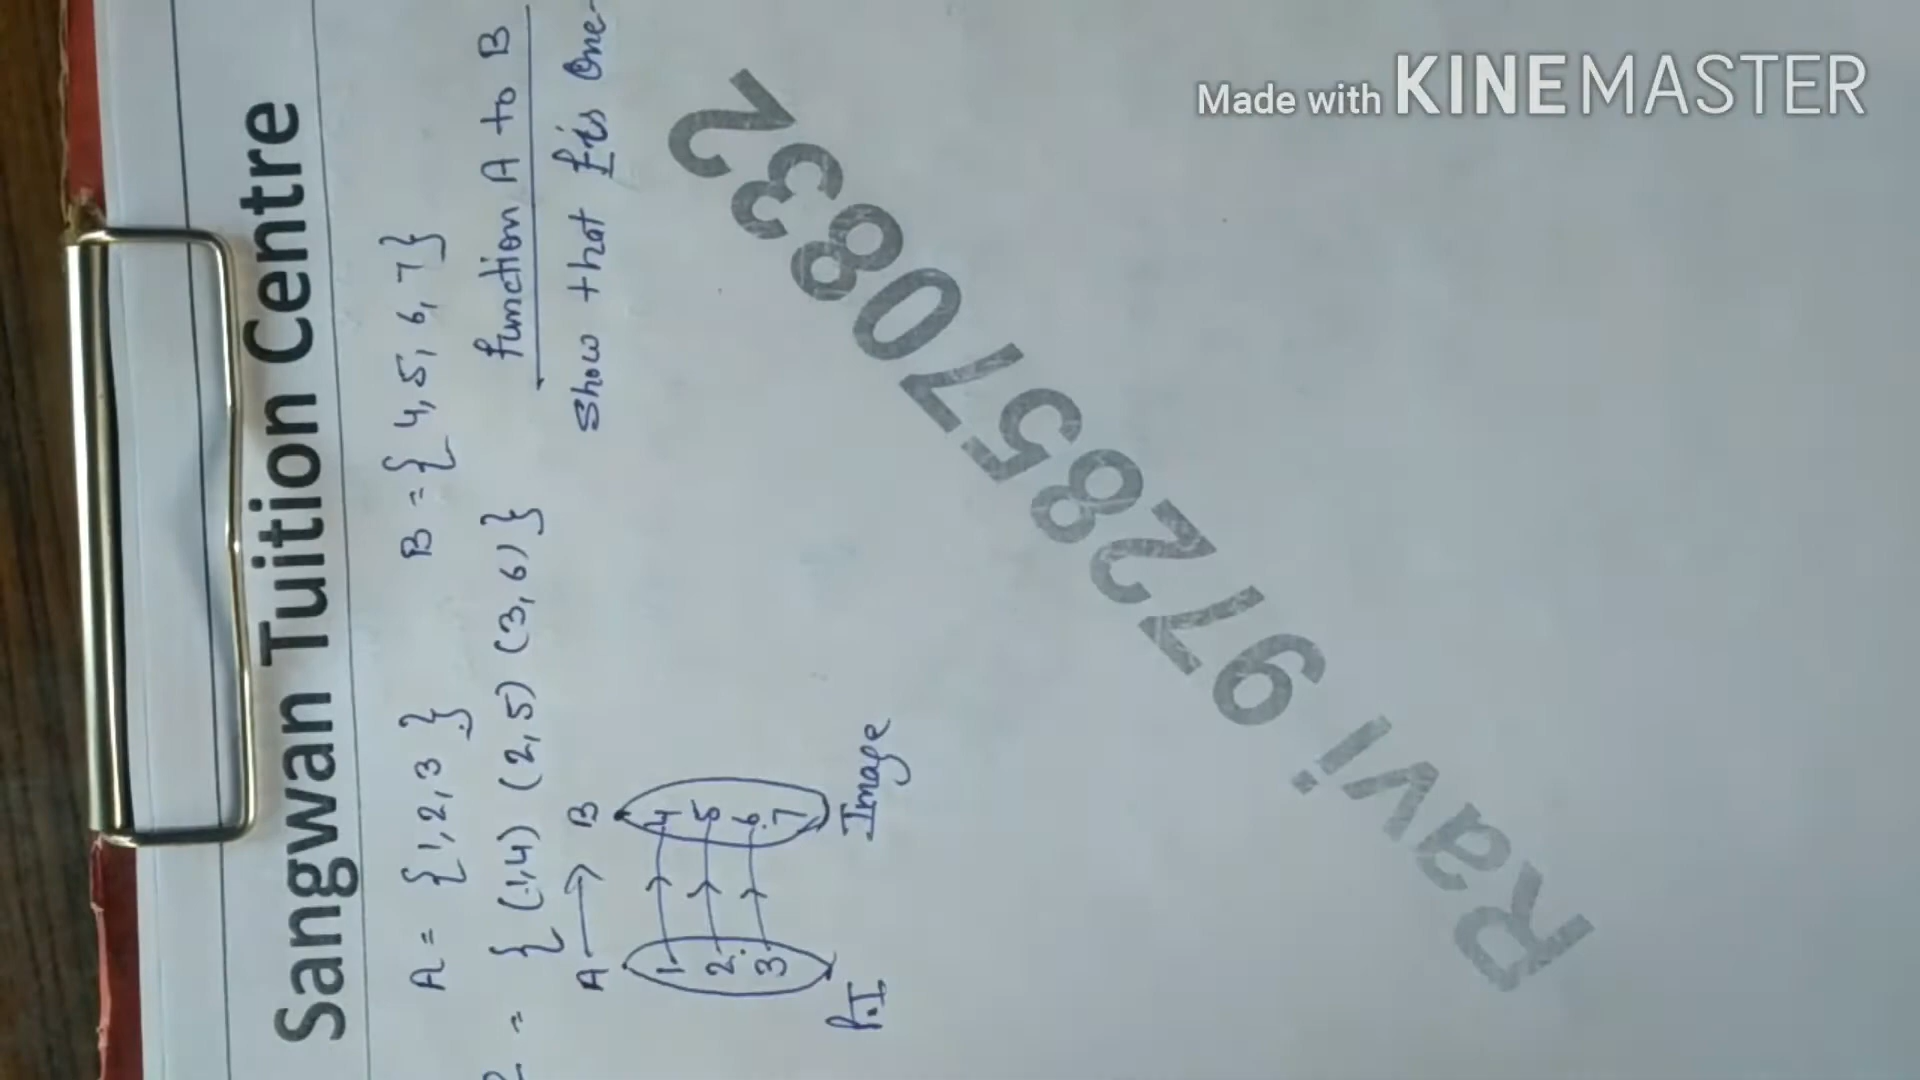 Sangwan Tuition Centre
A = {1, 2, 3} B = {4, 5, 6, 7}
= {(1,4) (2,5) (3,6)} function A to B
Show that f is One-
A → B
1 4
2 5
3 6
7
P.I Image
Ravi 9728570832
Made with KINEMASTER